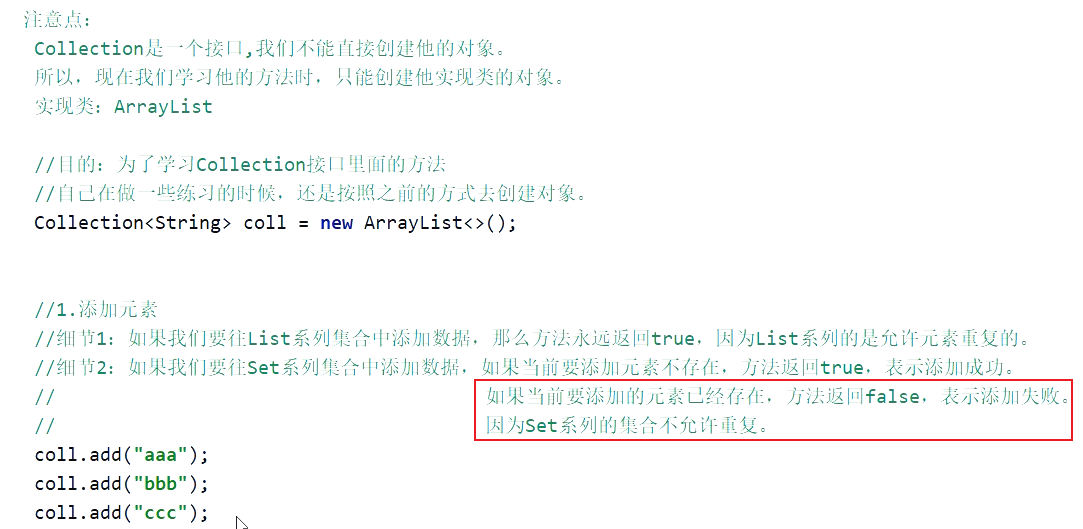 注意点:
Collection是一个接口,我们不能直接创建他的对象。
所以，现在我们学习他的方法时，只能创建他实现类的对象。
实现类：ArrayList
//目的：为了学习Collection接口里面的方法
//自己在做一些练习的时候，还是按照之前的方式去创建对象。
Collection<String> coll = new ArrayList<>();
//1.添加元素
//细节1：如果我们要往List系列集合中添加数据，那么方法永远返回true，因为List系列的是允许元素重复的。
//细节2：如果我们要往Set系列集合中添加数据，如果当前要添加元素不存在，方法返回true，表示添加成功。
// 如果当前要添加的元素已经存在，方法返回false，表示添加失败。
// 因为Set系列的集合不允许重复。
coll.add("aaa");
coll.add("bbb");
coll.add("ccc");